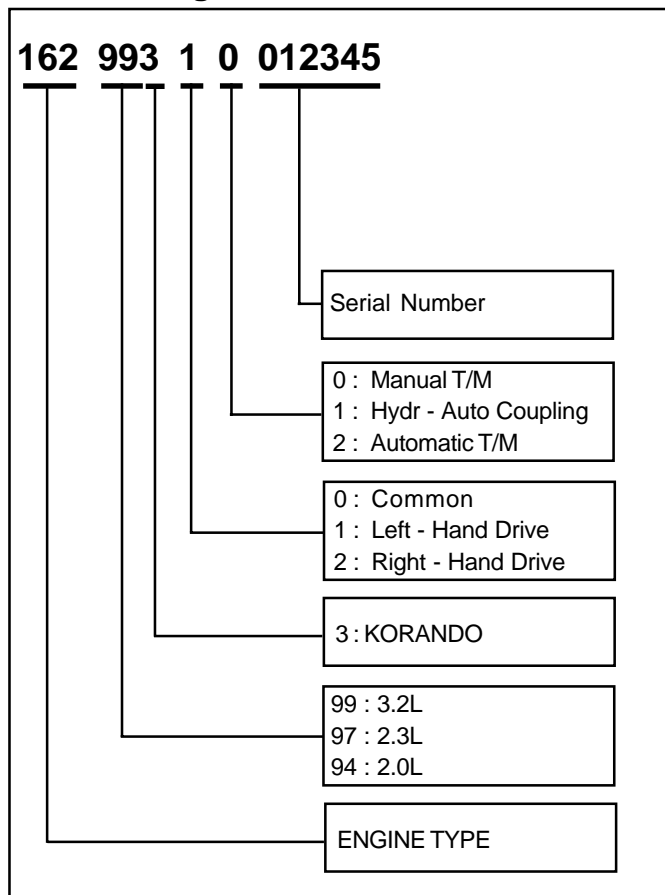 162 993 1 0 012345
Serial Number
0 : Manual T/M
1 : Hydr - Auto Coupling
2 : Automatic T/M
0 : Common
1 : Left - Hand Drive
2 : Right - Hand Drive
3 : KORANDO
99 : 3.2L
97 : 2.3L
94 : 2.0L
ENGINE TYPE